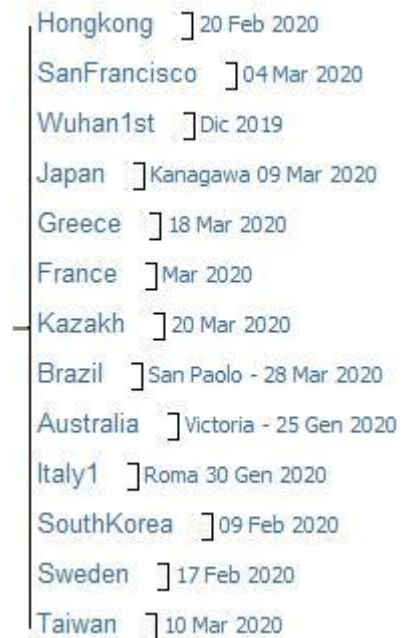 Hongkong 20 Feb 2020
SanFrancisco 04 Mar 2020
Wuhan1st Dic 2019
Japan Kanagawa 09 Mar 2020
Greece 18 Mar 2020
France Mar 2020
Kazakh 20 Mar 2020
Brazil San Paolo - 28 Mar 2020
Australia Victoria - 25 Gen 2020
Italy1 Roma 30 Gen 2020
SouthKorea 09 Feb 2020
Sweden 17 Feb 2020
Taiwan 10 Mar 2020